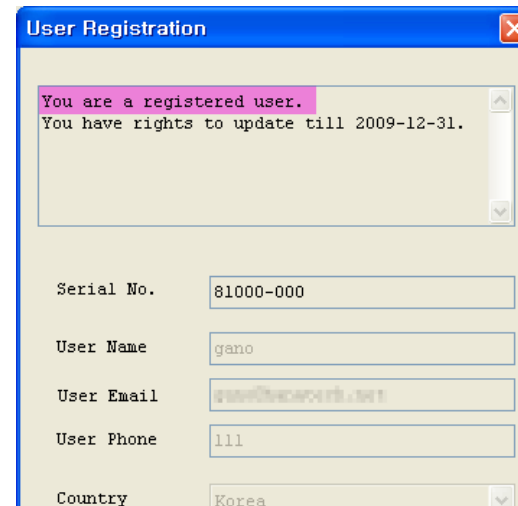 User Registration
You are a registered user.
You have rights to update till 2009-12-31.
Serial No. 81000-000
User Name gano
User Email
User Phone 111
Country Korea